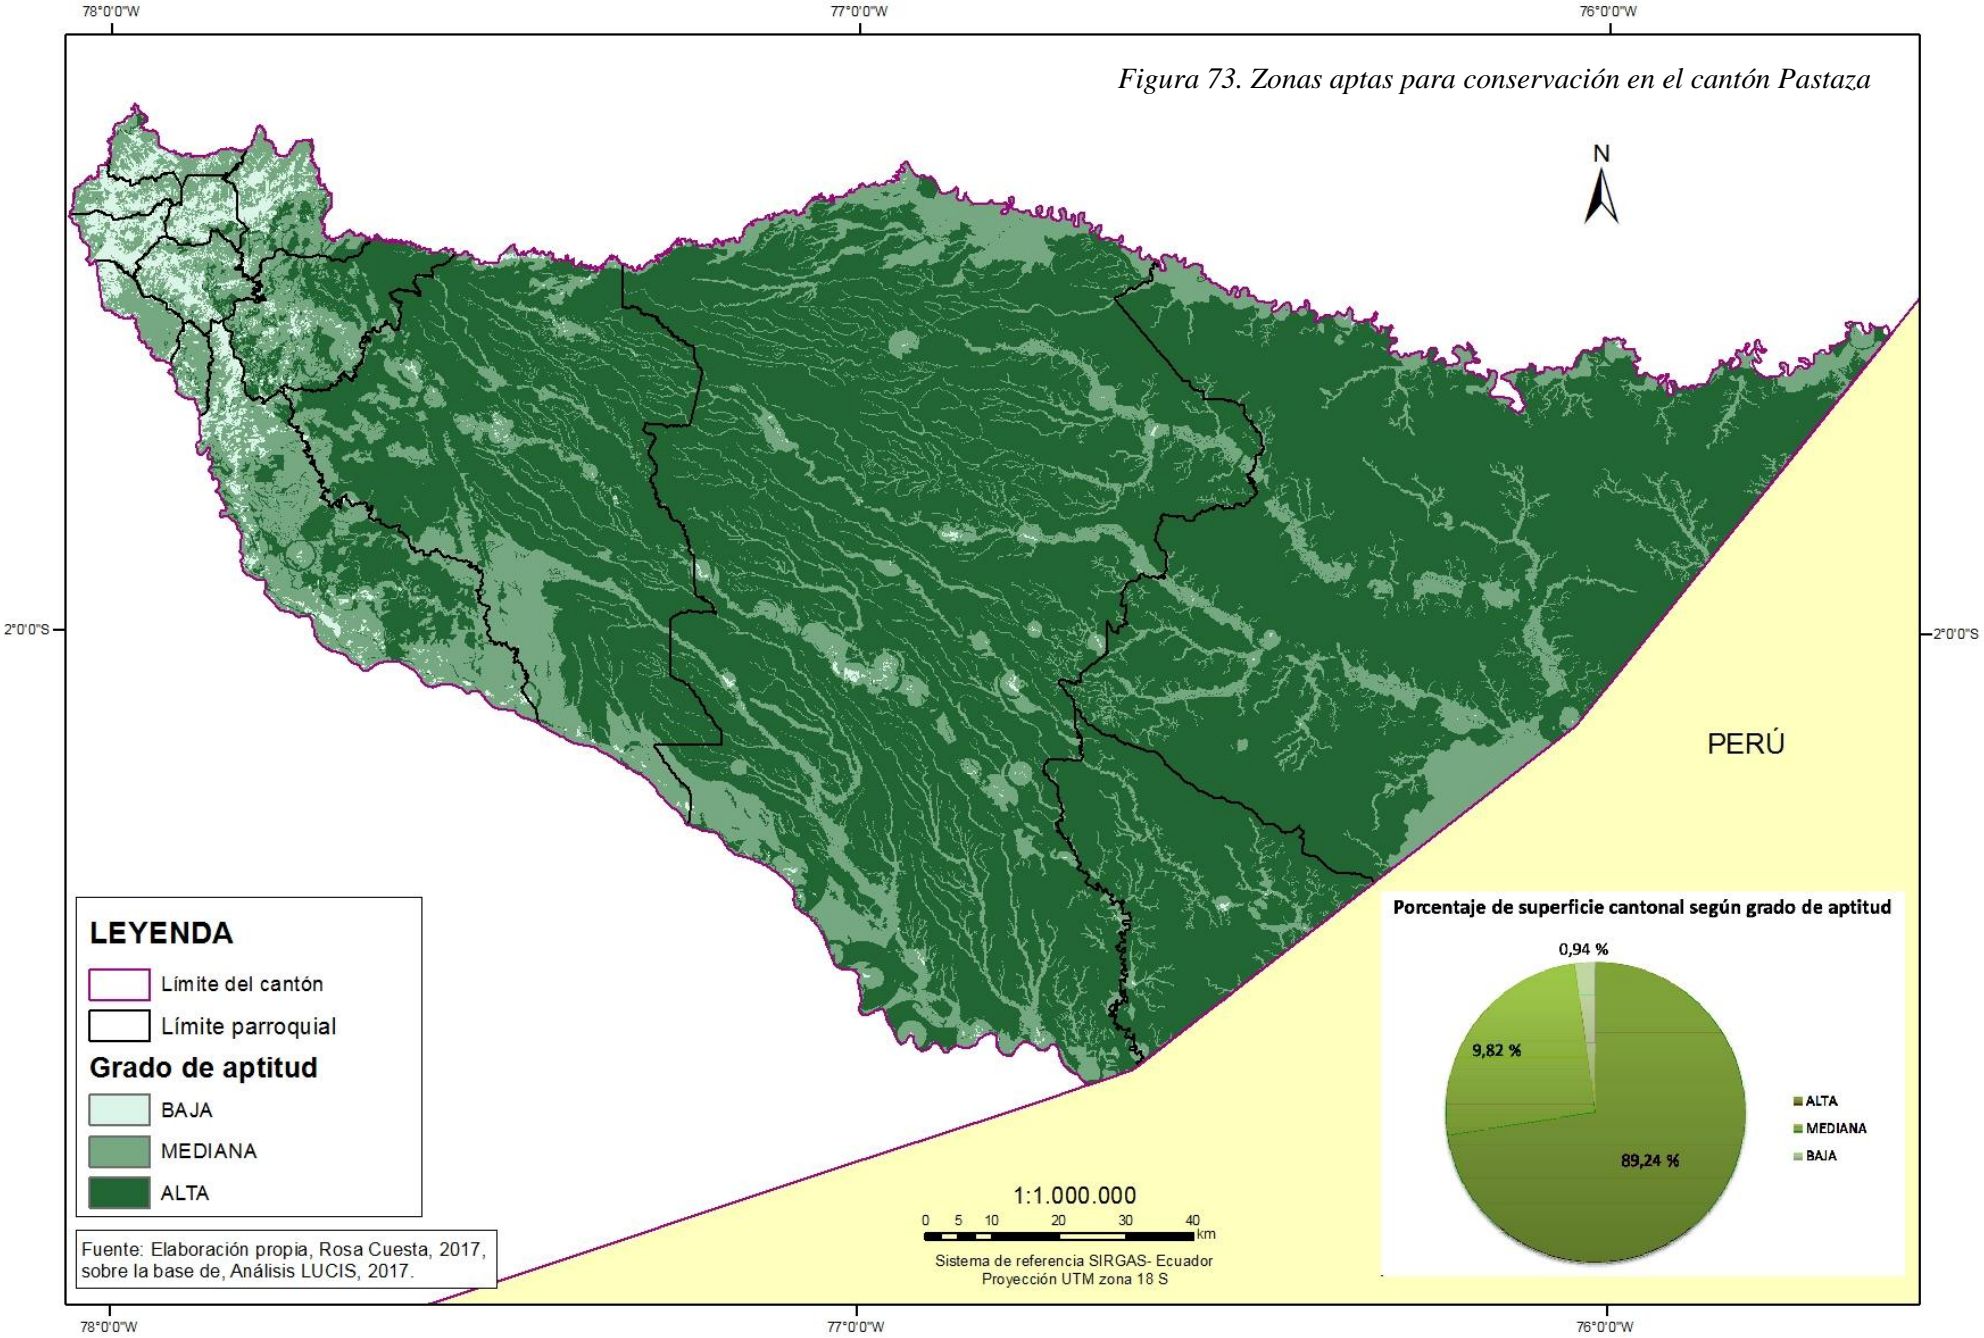 78°0'0"W
77°0'0"W
76°0'0"W
Figura 73. Zonas aptas para conservación en el cantón Pastaza
N
2°0'0"S
2°0'0"S
PERÚ
LEYENDA
Límite del cantón
Límite parroquial
Grado de aptitud
BAJA
MEDIANA
ALTA
Fuente: Elaboración propia, Rosa Cuesta, 2017,
sobre la base de, Análisis LUCIS, 2017.
1:1.000.000
0 5 10 20 30 40
km
Sistema de referencia SIRGAS- Ecuador
Proyección UTM zona 18 S
Porcentaje de superficie cantonal según grado de aptitud
0,94 %
9,82 %
89,24 %
ALTA
MEDIANA
BAJA
78°0'0"W
77°0'0"W
76°0'0"W